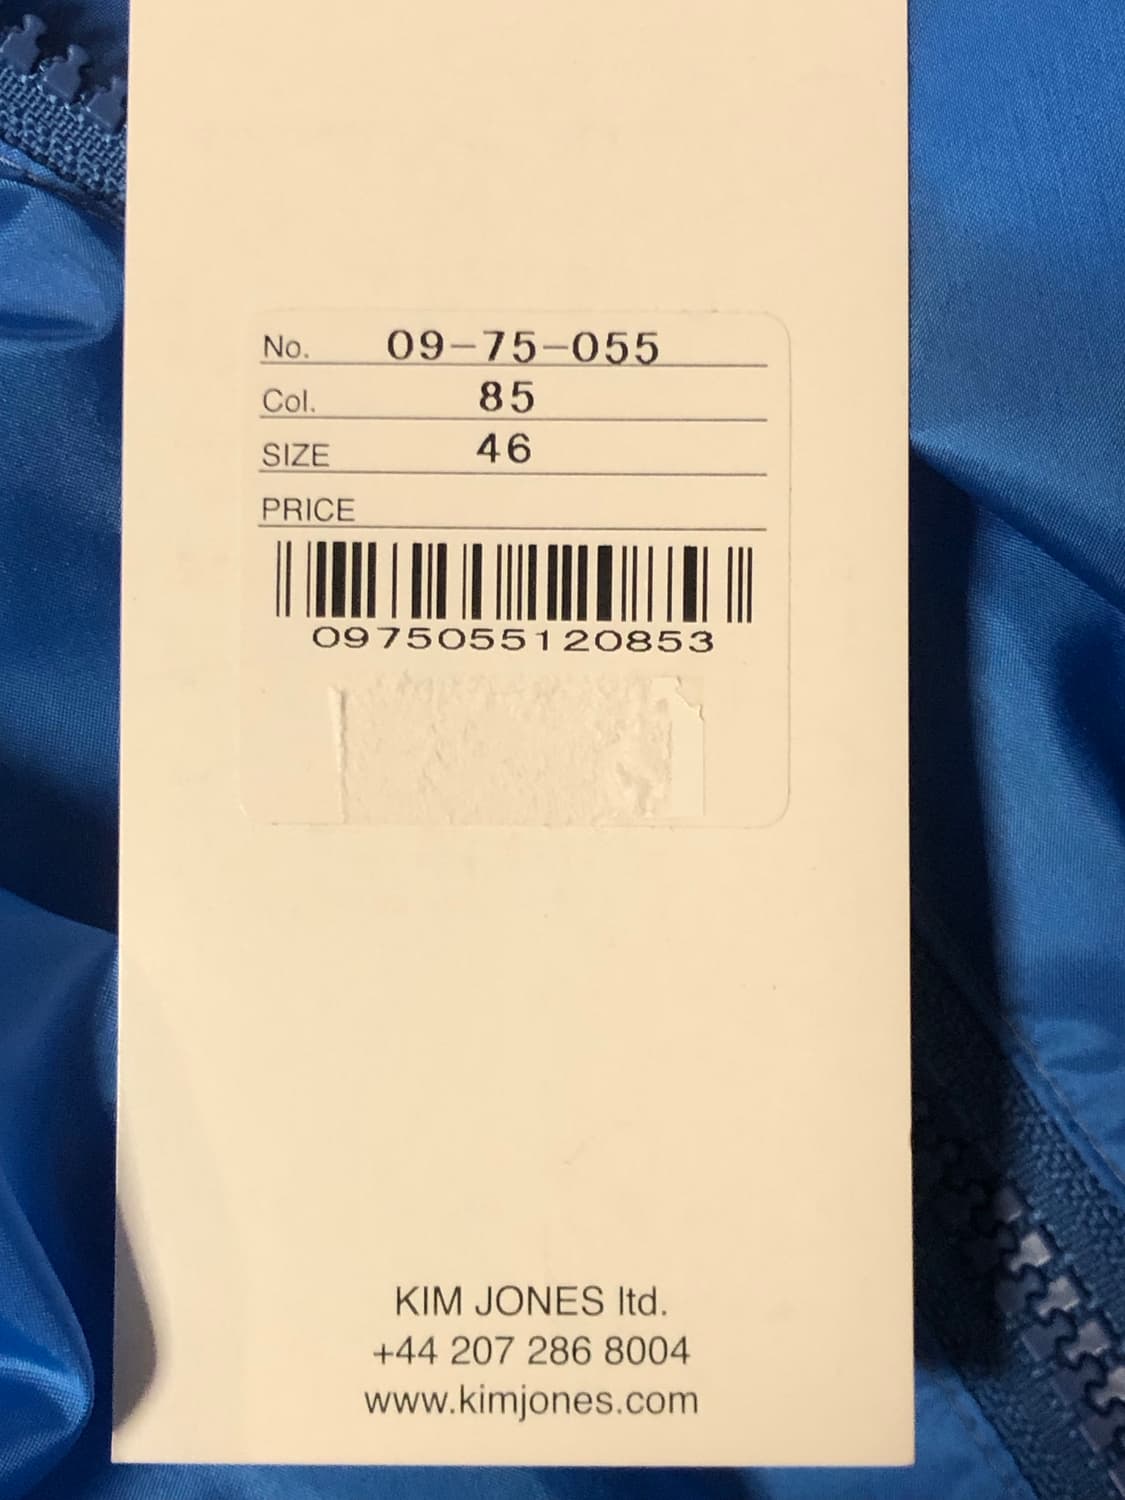 No. 09-75-055
Col. 85
SIZE 46
PRICE
0975055120853
KIM JONES ltd.
+44 207 286 8004
www.kimjones.com